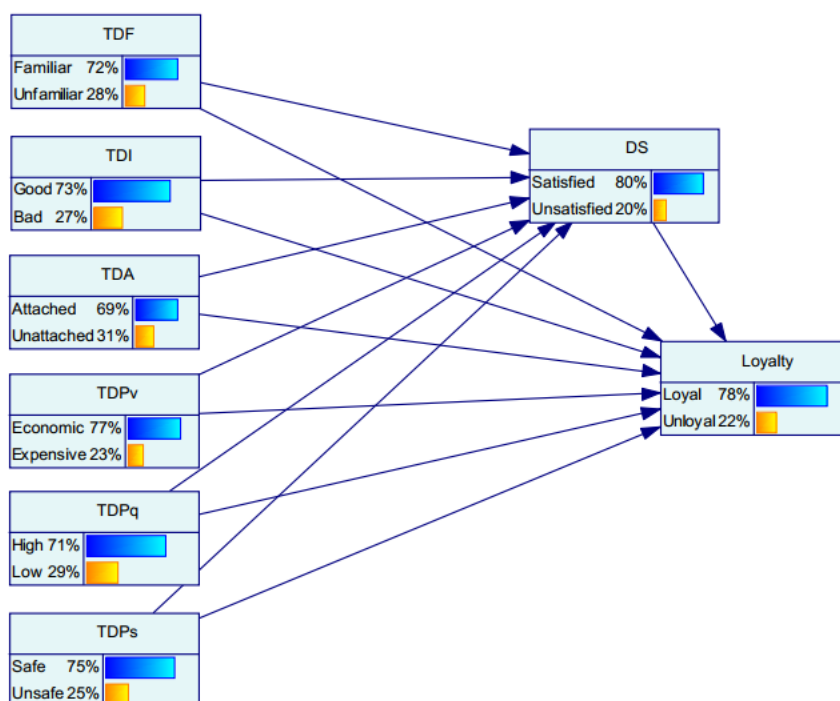 TDF
Familiar 72%
Unfamiliar 28%
TDI
Good 73%
Bad 27%
TDA
Attached 69%
Unattached 31%
TDPv
Economic 77%
Expensive 23%
TDPq
High 71%
Low 29%
TDPs
Safe 75%
Unsafe 25%
DS
Satisfied 80%
Unsatisfied 20%
Loyalty
Loyal 78%
Unloyal 22%